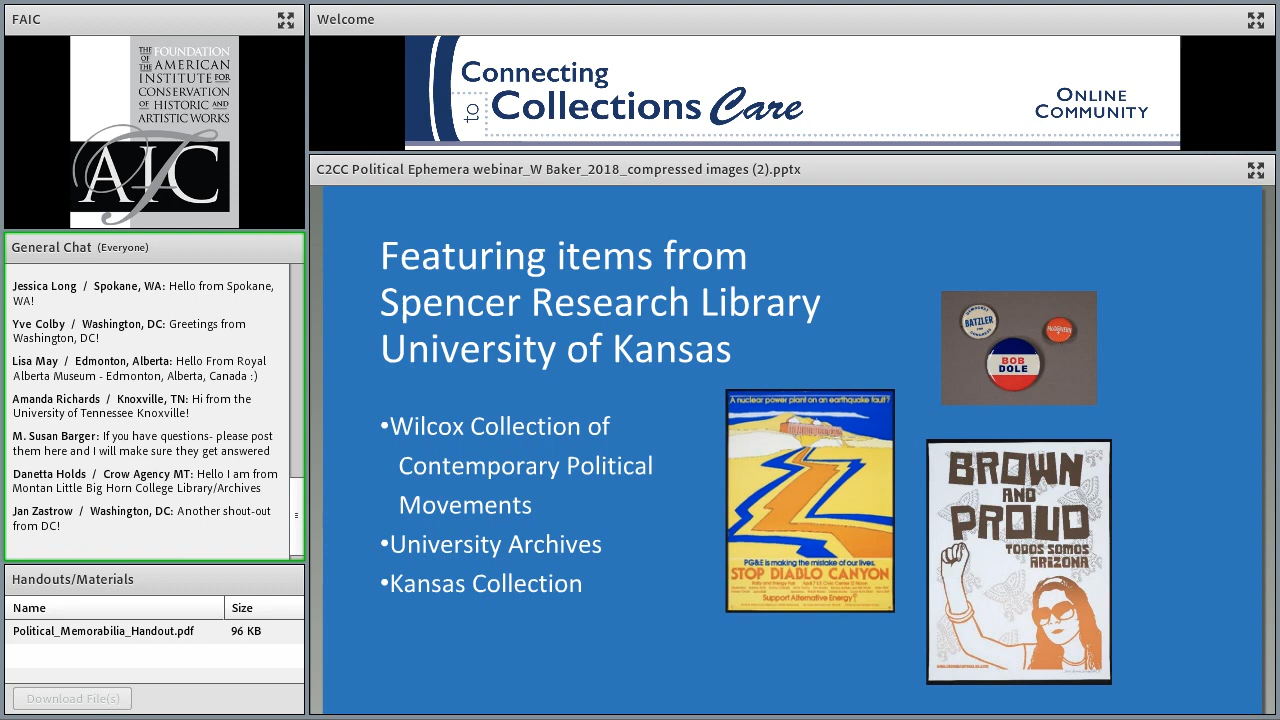 FAIC
THE FOUNDATION
OF THE AMERICAN
INSTITUTE FOR
CONSERVATION
OF HISTORIC AND
ARTISTIC WORKS
AIC
General Chat (Everyone)
Jessica Long / Spokane, WA: Hello from Spokane,
WA!
Yve Colby / Washington, DC: Greetings from
Washington, DC!
Lisa May / Edmonton, Alberta: Hello From Royal
Alberta Museum - Edmonton, Alberta, Canada :)
Amanda Richards / Knoxville, TN: Hi from the
University of Tennessee Knoxville!
M. Susan Barger: If you have questions- please post
them here and I will make sure they get answered
Danetta Holds / Crow Agency MT: Hello I am from
Montan Little Big Horn College Library/Archives
Jan Zastrow / Washington, DC: Another shout-out
from DC!
HandOuts/Materials
Name Size
Political_Memorabilia_Handout.pdf 96 KB
Download File(s)
Welcome
Connecting
to Collections Care
ONLINE
COMMUNITY
C2CC Political Ephemera webinar_W Baker_2018_compressed images (2).pptx
Featuring items from
Spencer Research Library
University of Kansas
•Wilcox Collection of
Contemporary Political
Movements
•University Archives
•Kansas Collection
BATZLER
BOB
DOLE
A nuclear power plant on an earthquake fault?
PG&E is making the mistake of our lives.
STOP DIABLO CANYON
Support Alternative Energy!
BROWN
AND
PROUD
TODOS SOMOS
ARIZONA